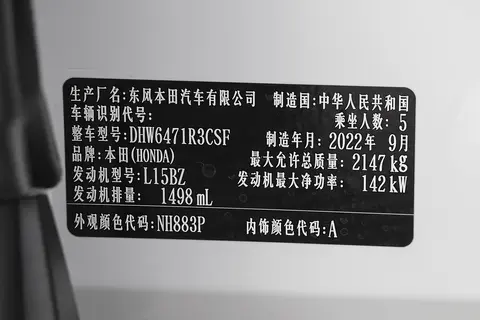 生产厂名:东风本田汽车有限公司 制造国:中华人民共和国
车辆识别代号: 乘坐人数: 5
整车型号:DHW6471R3CSF 制造年月: 2022年 9月
品牌:本田(HONDA) 最大允许总质量: 2147 kg
发动机型号:L15BZ 发动机最大净功率: 142 kW
发动机排量: 1498 mL
外观颜色代码: NH883P 内饰颜色代码: A